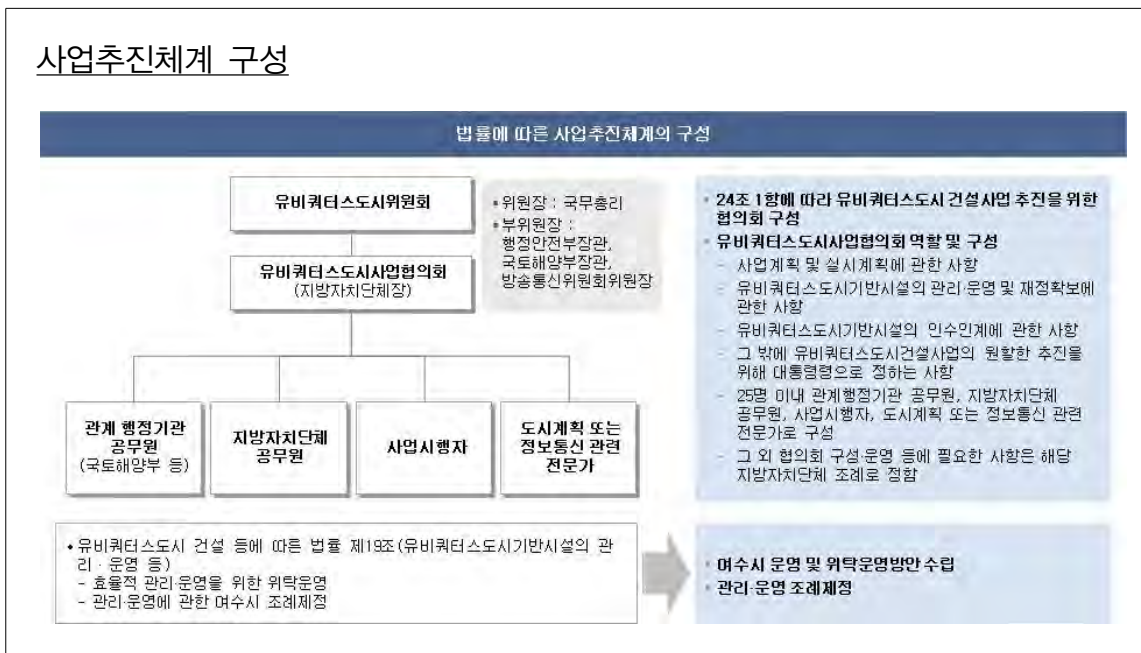 사업추진체계 구성
법률에 따른 사업추진체계의 구성
유비쿼터스도시위원회
•위원장 : 국무총리
•부위원장 :
행정안전부장관,
국토해양부장관,
방송통신위원회위원장
유비쿼터스도시사업협의회
(지방자치단체장)
관계 행정기관
공무원
(국토해양부 등)
지방자치단체
공무원
사업시행자
도시계획 또는
정보통신 관련
전문가
• 24조 1항에 따라 유비쿼터스도시 건설사업 추진을 위한
협의회 구성
• 유비쿼터스도시사업협의회 역할 및 구성
- 사업계획 및 실시계획에 관한 사항
- 유비쿼터스도시기반시설의 관리·운영 및 재정확보에
관한 사항
- 유비쿼터스도시기반시설의 인수인계에 관한 사항
- 그 밖에 유비쿼터스도시건설사업의 원할한 추진을
위해 대통령령으로 정하는 사항
- 25명 이내 관계행정기관 공무원, 지방자치단체
공무원, 사업시행자, 도시계획 또는 정보통신 관련
전문가로 구성
- 그 외 협의회 구성·운영 등에 필요한 사항은 해당
지방자치단체 조례로 정함
•유비쿼터스도시 건설 등에 따른 법률 제19조(유비쿼터스도시기반시설의 관
리 · 운영 등)
- 효율적 관리·운영을 위한 위탁운영
- 관리·운영에 관한 여수시 조례제정
• 여수시 운영 및 위탁운영방안 수립
• 관리·운영 조례제정